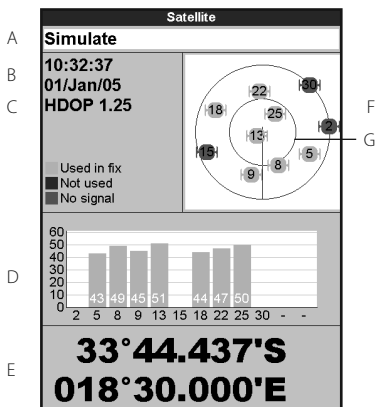 Satellite
A
Simulate
B
10:32:37
01/Jan/05
C
HDOP 1.25
Used in fix
Not used
No signal
30
22
18
25
2
13
15
5
8
9
F
G
D
60
50
40
30
20
10
0
43 49 45 51 44 47 50
2 5 8 9 13 15 18 22 25 30 - -
E
33°44.437'S
018°30.000'E